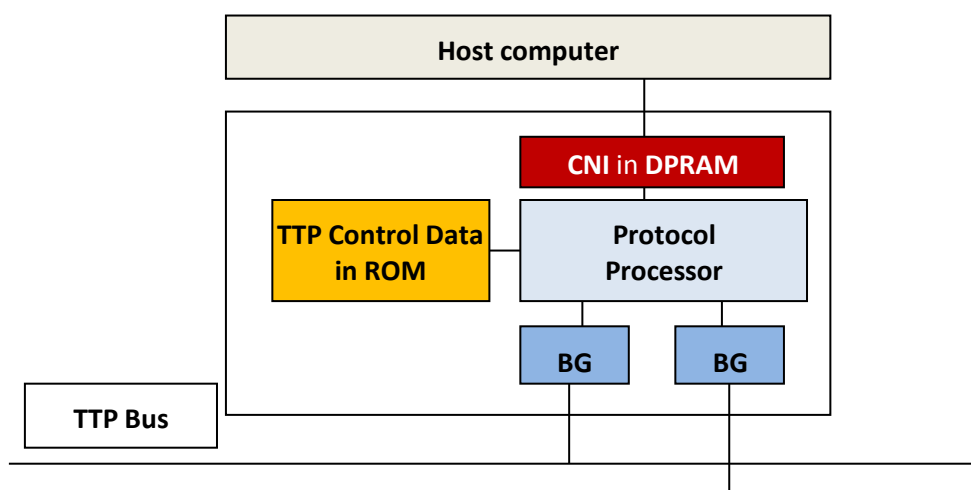 Host computer
CNI in DPRAM
TTP Control Data
in ROM
Protocol
Processor
BG
BG
TTP Bus